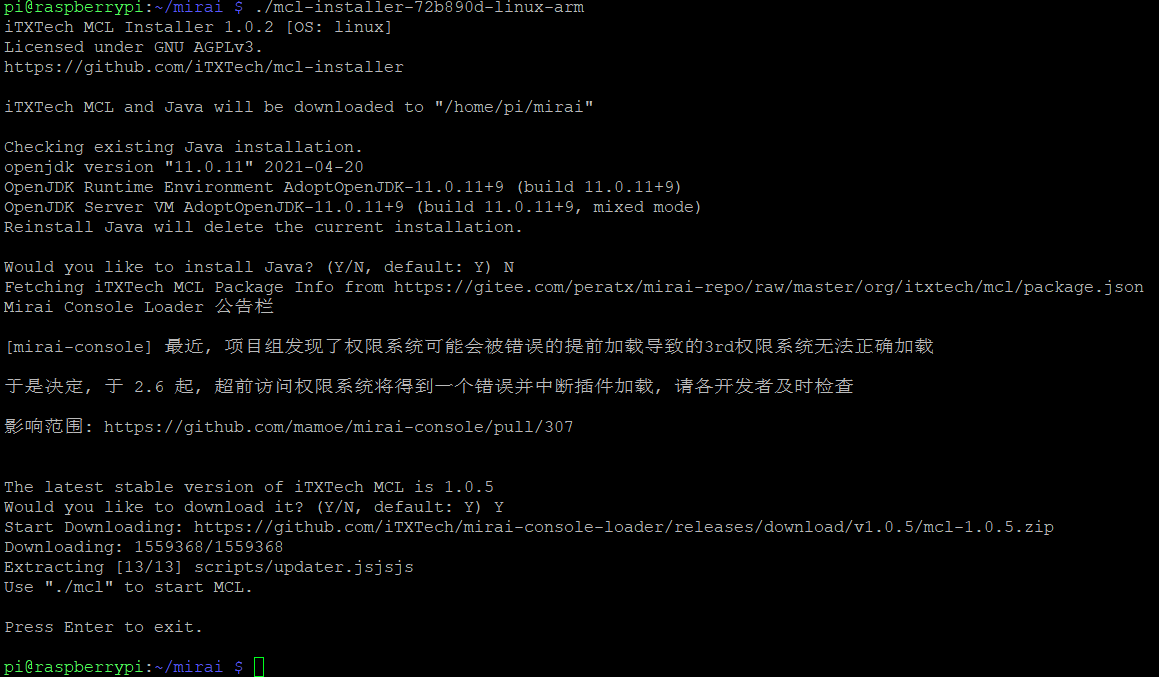 pi@raspberrypi:~/mirai $ ./mcl-installer-72b890d-linux-arm
iTXTech MCL Installer 1.0.2 [OS: linux]
Licensed under GNU AGPLv3.
https://github.com/iTXTech/mcl-installer
iTXTech MCL and Java will be downloaded to "/home/pi/mirai"
Checking existing Java installation.
openjdk version "11.0.11" 2021-04-20
OpenJDK Runtime Environment AdoptOpenJDK-11.0.11+9 (build 11.0.11+9)
OpenJDK Server VM AdoptOpenJDK-11.0.11+9 (build 11.0.11+9, mixed mode)
Reinstall Java will delete the current installation.
Would you like to install Java? (Y/N, default: Y) N
Fetching iTXTech MCL Package Info from https://gitee.com/peratx/mirai-repo/raw/master/org/itxtech/mcl/package.json
Mirai Console Loader 公告栏
[mirai-console] 最近, 项目组发现了权限系统可能会被错误的提前加载导致的3rd权限系统无法正确加载
于是决定, 于 2.6 起, 超前访问权限系统将得到一个错误并中断插件加载, 请各开发者及时检查
影响范围: https://github.com/mamoe/mirai-console/pull/307
The latest stable version of iTXTech MCL is 1.0.5
Would you like to download it? (Y/N, default: Y) Y
Start Downloading: https://github.com/iTXTech/mirai-console-loader/releases/download/v1.0.5/mcl-1.0.5.zip
Downloading: 1559368/1559368
Extracting [13/13] scripts/updater.jsjsjs
Use "./mcl" to start MCL.
Press Enter to exit.
pi@raspberrypi:~/mirai $